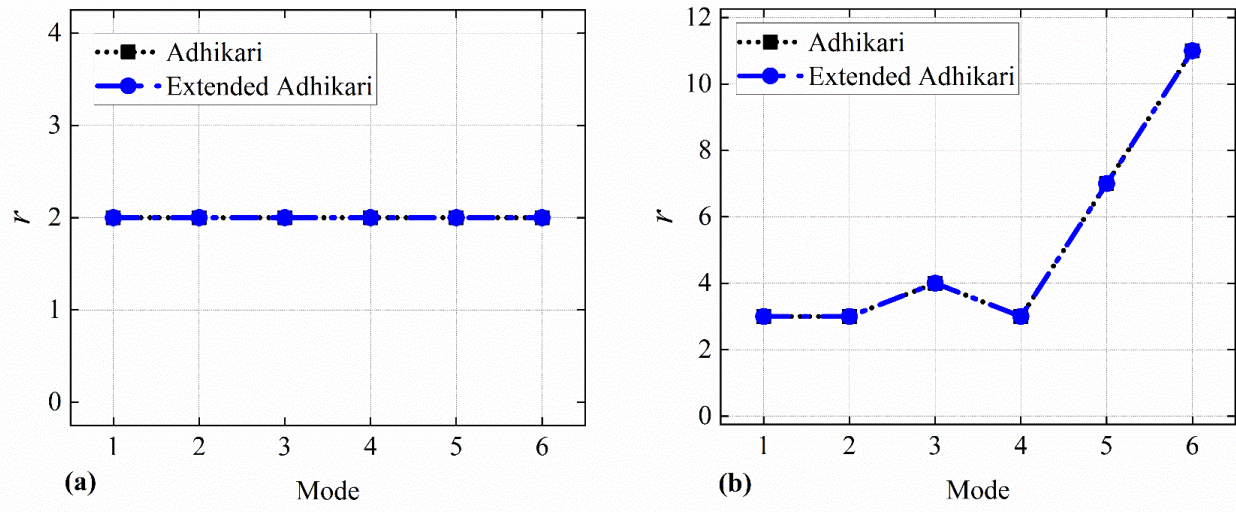 4
3
2
1
0
r
Adhikari
Extended Adhikari
1 2 3 4 5 6
(a)
Mode
12
10
8
6
4
2
0
r
Adhikari
Extended Adhikari
1 2 3 4 5 6
(b)
Mode